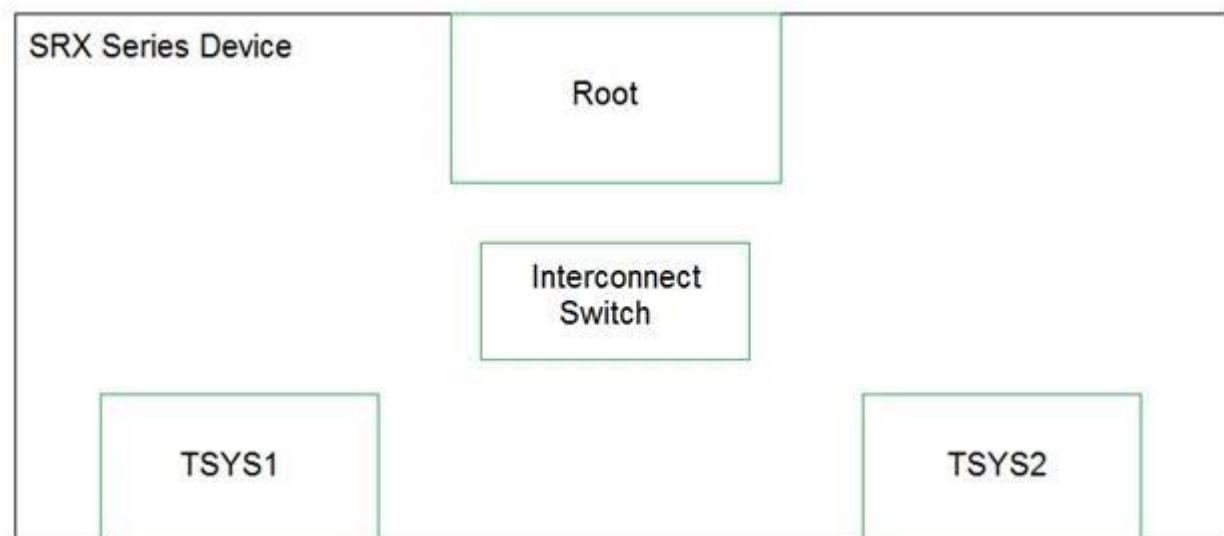 SRX Series Device
Root
Interconnect
Switch
TSYS1
TSYS2